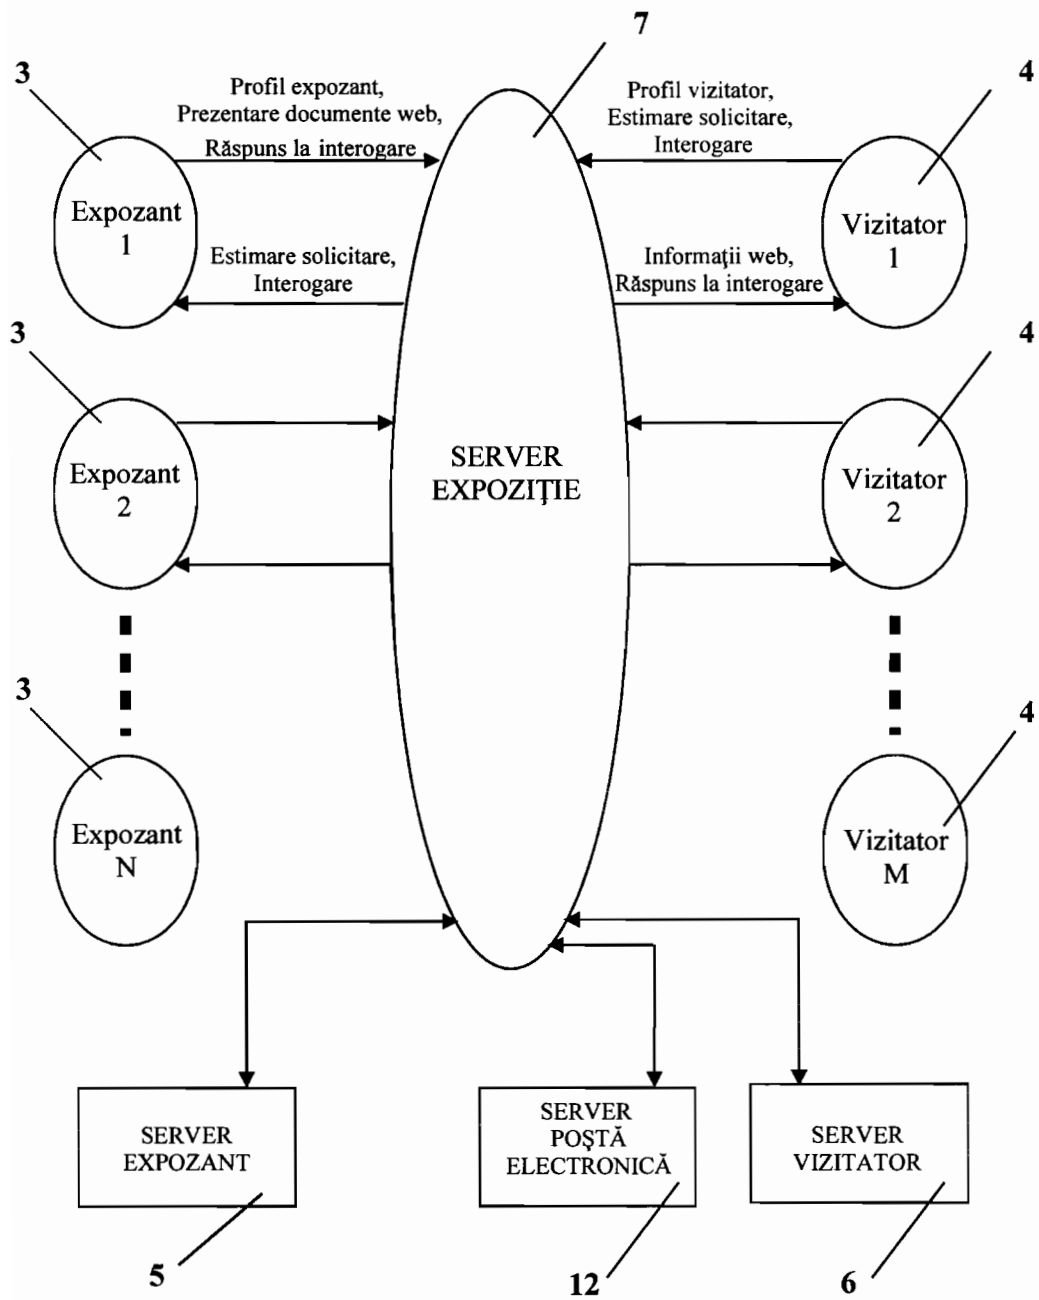 7
3
Profil expozant,
Prezentare documente web,
Răspuns la interogare
Profil vizitator,
Estimare solicitare,
Interogare
4
Expozant
1
Vizitator
1
Estimare solicitare,
Interogare
Informaţii web,
Răspuns la interogare
3
4
Expozant
2
SERVER
EXPOZIŢIE
Vizitator
2
3
4
Expozant
N
Vizitator
M
SERVER
EXPOZANT
SERVER
POŞTĂ
ELECTRONICĂ
SERVER
VIZITATOR
5
12
6